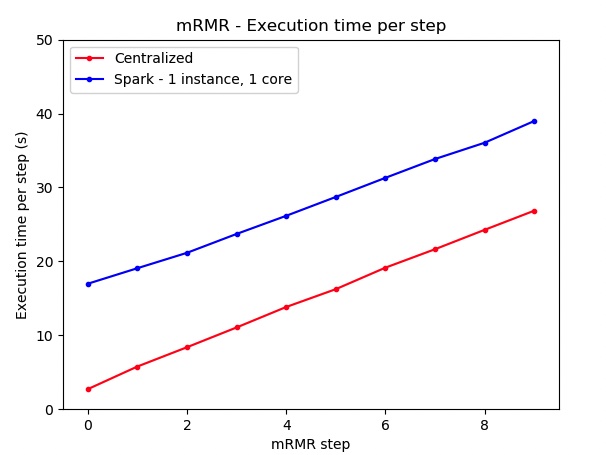 mRMR - Execution time per step
Centralized
Spark - 1 instance, 1 core
Execution time per step (s)
50
40
30
20
10
0
0 2 4 6 8
mRMR step